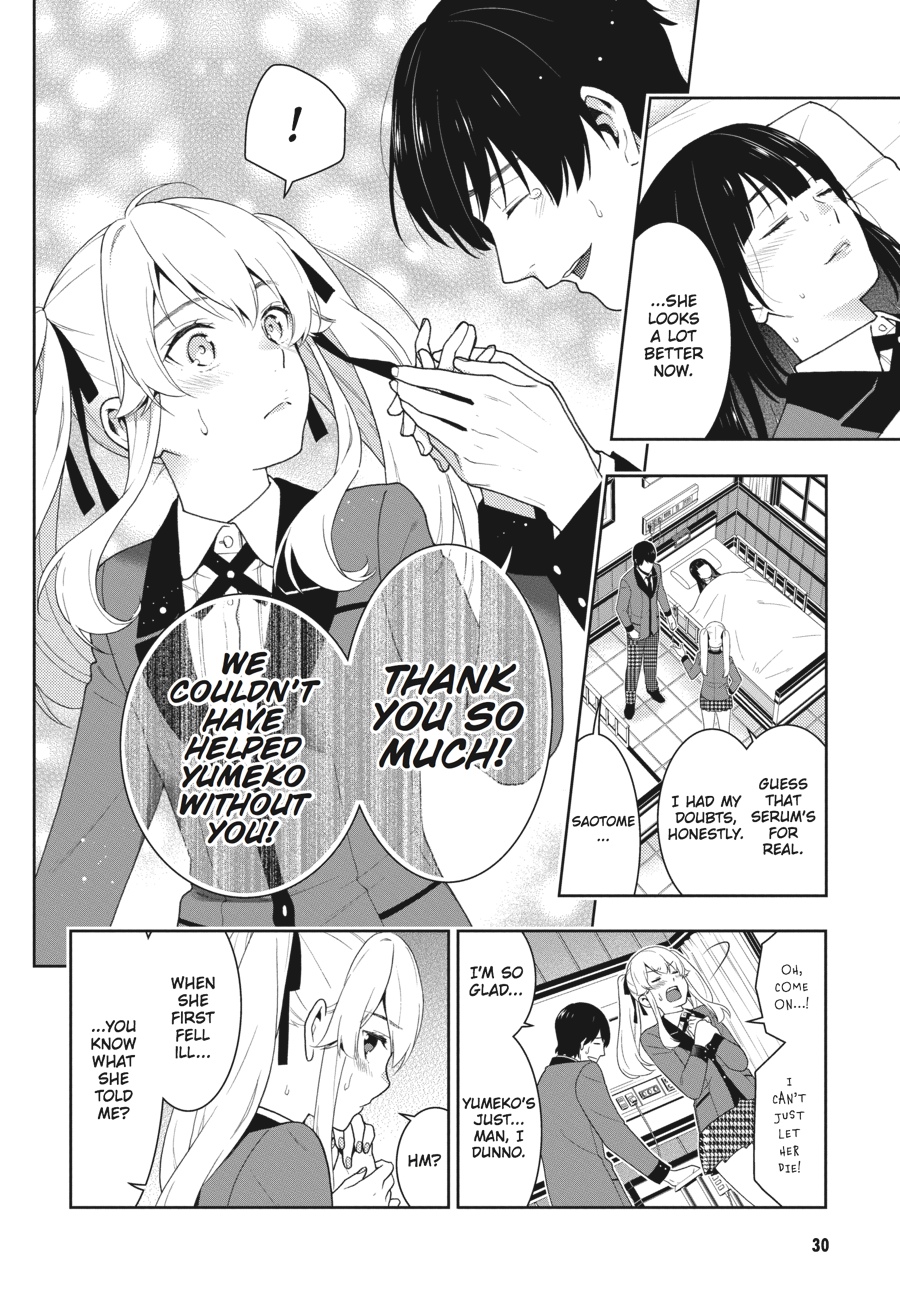 ...SHE
LOOKS
A LOT
BETTER
NOW.
GUESS
THAT
SERUM'S
FOR
REAL.
I HAD MY
DOUBTS,
HONESTLY.
SAOTOME
...
!
THANK
YOU SO
MUCH!
WE
COULDN'T
HAVE
HELPED
YUMEKO
WITHOUT
YOU!
OH,
COME
ON...!
I
CAN'T
JUST
LET
HER
DIE!
I'M SO
GLAD...
YUMEKO'S
JUST...
MAN, I
DUNNO.
HM?
WHEN
SHE
FIRST
FELL
ILL...
...YOU
KNOW
WHAT
SHE
TOLD
ME?
30